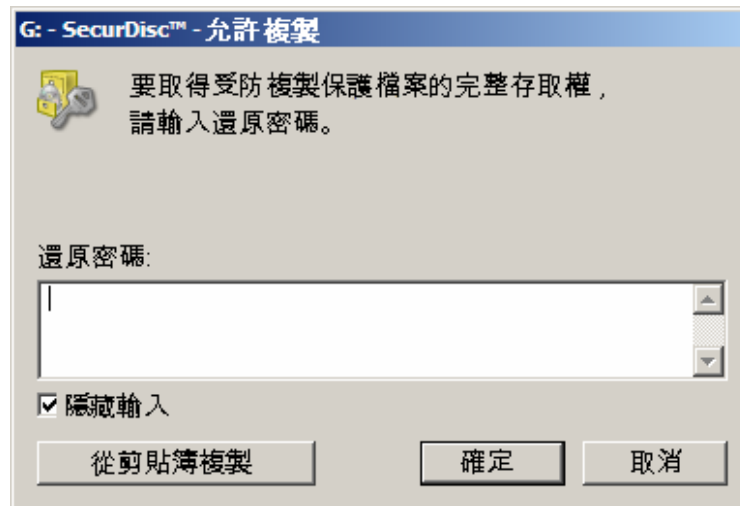 G: - SecurDisc™ - 允許複製
要取得受防複製保護檔案的完整存取權，
請輸入還原密碼。
還原密碼:
隱藏輸入
從剪貼簿複製
確定
取消